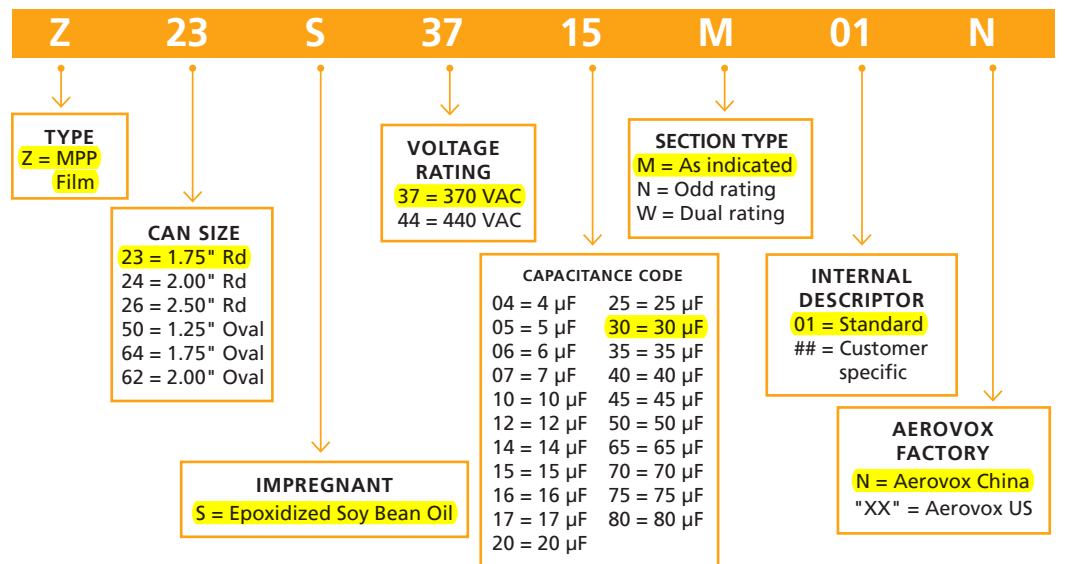 Z 23 S 37 15 M 01 N
TYPE
Z = MPP
Film
CAN SIZE
23 = 1.75" Rd
24 = 2.00" Rd
26 = 2.50" Rd
50 = 1.25" Oval
64 = 1.75" Oval
62 = 2.00" Oval
IMPREGNANT
S = Epoxidized Soy Bean Oil
VOLTAGE
RATING
37 = 370 VAC
44 = 440 VAC
CAPACITANCE CODE
04 = 4 µF 25 = 25 µF
05 = 5 µF 30 = 30 µF
06 = 6 µF 35 = 35 µF
07 = 7 µF 40 = 40 µF
10 = 10 µF 45 = 45 µF
12 = 12 µF 50 = 50 µF
14 = 14 µF 65 = 65 µF
15 = 15 µF 70 = 70 µF
16 = 16 µF 75 = 75 µF
17 = 17 µF 80 = 80 µF
20 = 20 µF
SECTION TYPE
M = As indicated
N = Odd rating
W = Dual rating
INTERNAL
DESCRIPTOR
01 = Standard
## = Customer
specific
AEROVOX
FACTORY
N = Aerovox China
"XX" = Aerovox US